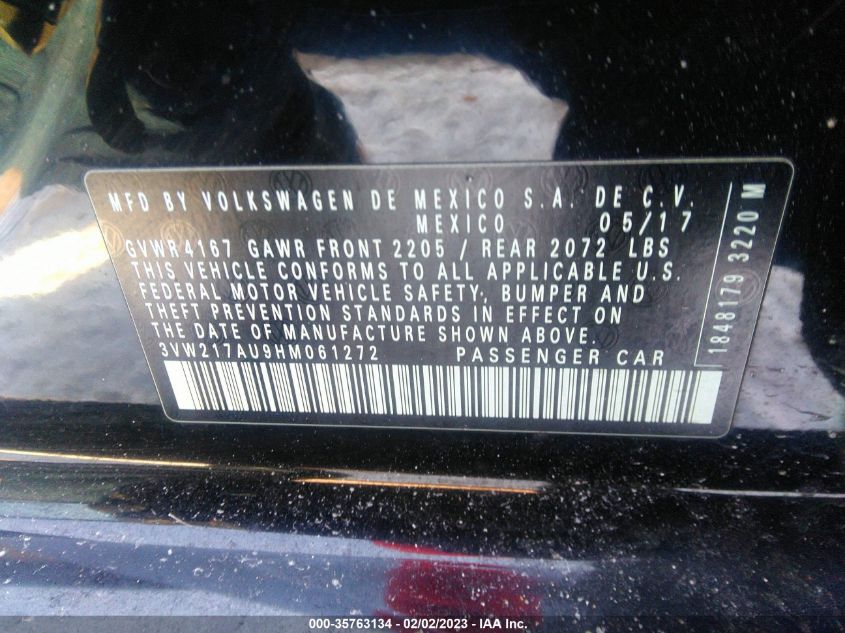 MFD BY VOLKSWAGEN DE MEXICO S.A. DE C.V.
MEXICO 05/17
GVWR 4167 GAWR FRONT 2205 / REAR 2072 LBS
THIS VEHICLE CONFORMS TO ALL APPLICABLE U.S.
FEDERAL MOTOR VEHICLE SAFETY, BUMPER AND
THEFT PREVENTION STANDARDS IN EFFECT ON
THE DATE OF MANUFACTURE SHOWN ABOVE.
3VW217AU9HM061272 PASSENGER CAR
1848179 3220 M
000-35763134 - 02/02/2023 - © IAA Inc.